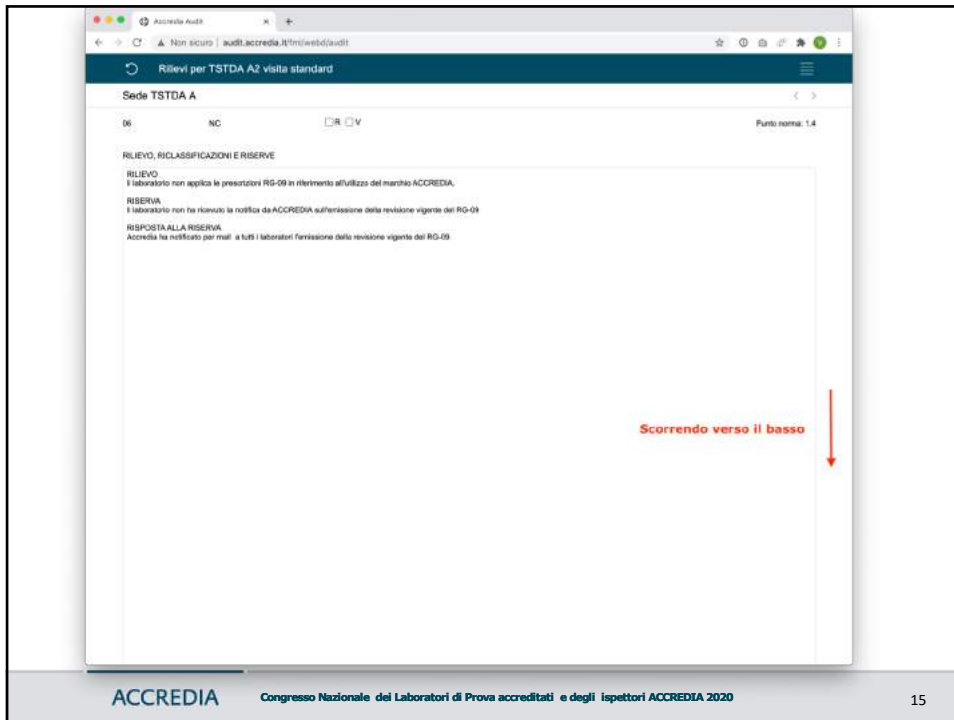 Accredia Audit
Non sicuro | audit.accredia.it/fmi/webd/audit
Rilievi per TSTDA A2 visita standard
Sede TSTDA A
06 NC R V Punto norma: 1.4
RILIEVO, RICLASSIFICAZIONI E RISERVE
RILIEVO
Il laboratorio non applica le prescrizioni RG-09 in riferimento all'utilizzo del marchio ACCREDIA.
RISERVA
Il laboratorio non ha ricevuto la notifica da ACCREDIA sull'emissione della revisione vigente del RG-09
RISPOSTA ALLA RISERVA
Accredia ha notificato per mail a tutti i laboratori l'emissione della revisione vigente del RG-09
Scorrendo verso il basso
ACCREDIA Congresso Nazionale dei Laboratori di Prova accreditati e degli ispettori ACCREDIA 2020 15